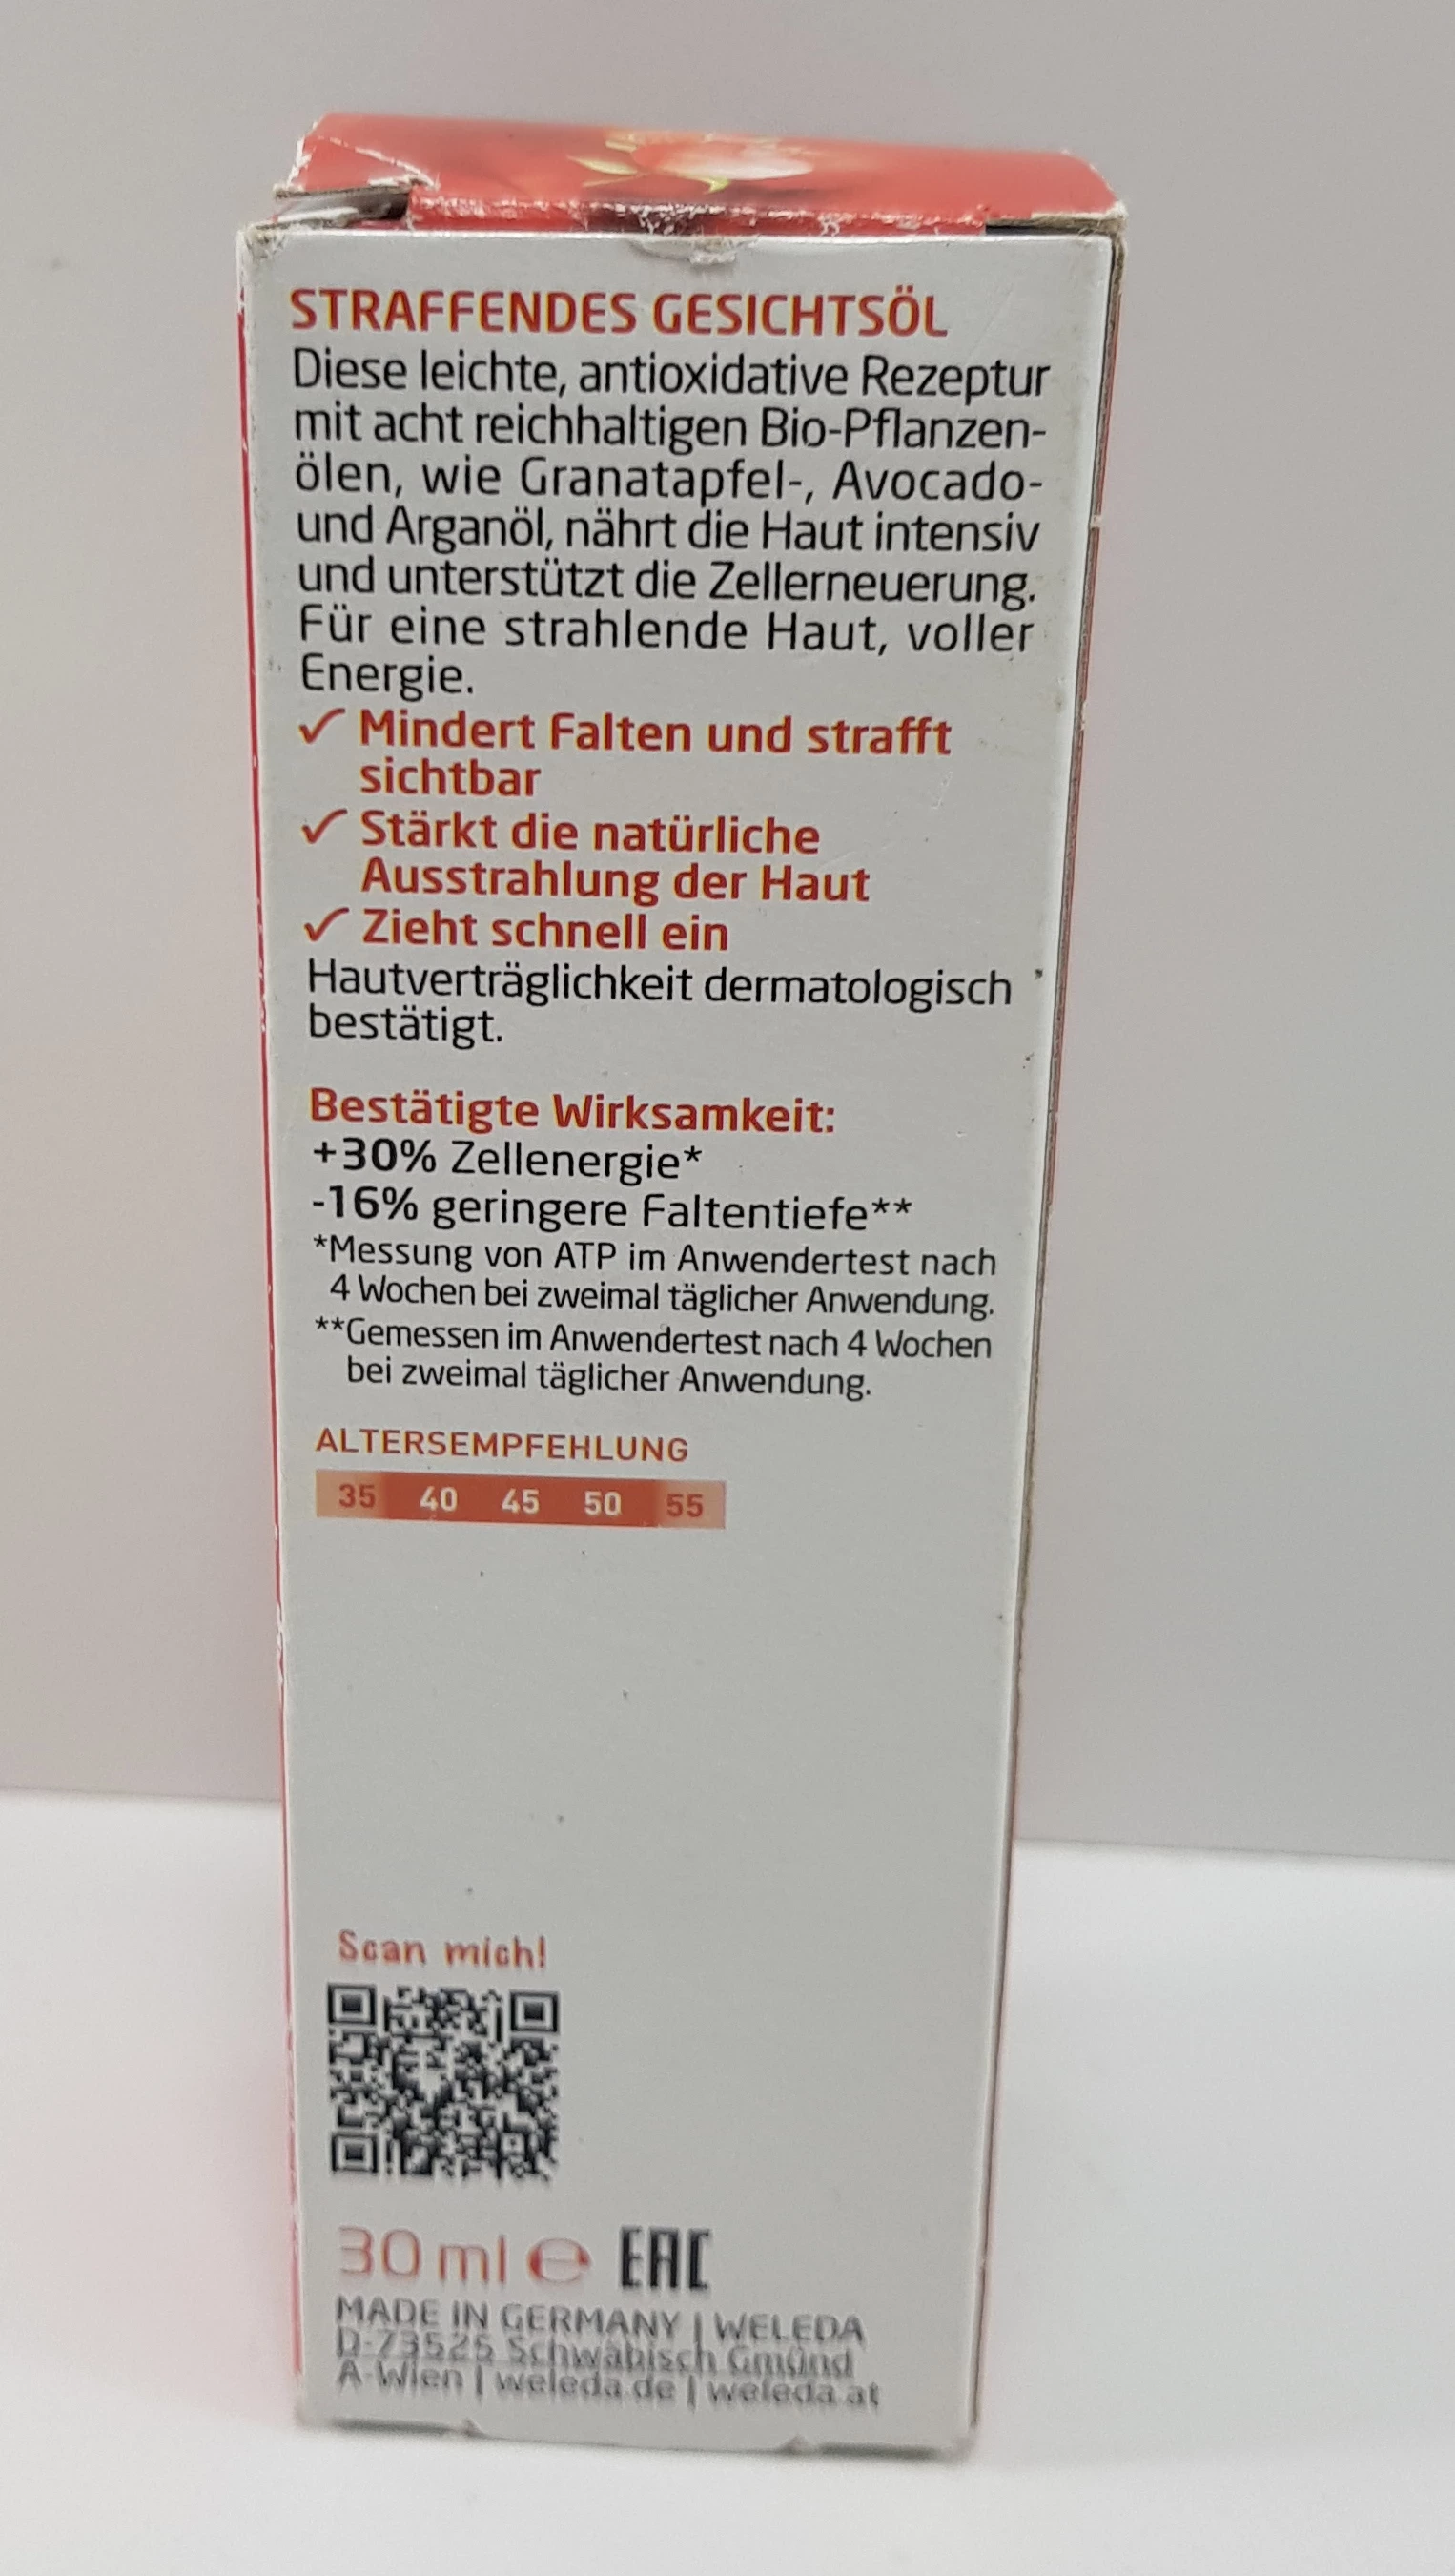 STRAFFENDES GESICHTSÖL
Diese leichte, antioxidative Rezeptur
mit acht reichhaltigen Bio-Pflanzen-
ölen, wie Granatapfel-, Avocado-
und Arganöl, nährt die Haut intensiv
und unterstützt die Zellerneuerung.
Für eine strahlende Haut, voller
Energie.
✓ Mindert Falten und strafft
sichtbar
✓ Stärkt die natürliche
Ausstrahlung der Haut
✓ Zieht schnell ein
Hautverträglichkeit dermatologisch
bestätigt.
Bestätigte Wirksamkeit:
+30% Zellenergie*
-16% geringere Faltentiefe**
*Messung von ATP im Anwendertest nach
4 Wochen bei zweimal täglicher Anwendung.
**Gemessen im Anwendertest nach 4 Wochen
bei zweimal täglicher Anwendung.
ALTERSEMPFEHLUNG
35 40 45 50 55
Scan mich!
30 ml ℮ EAC
MADE IN GERMANY | WELEDA
D-73525 Schwäbisch Gmünd
A-Wien | weleda.de | weleda.at